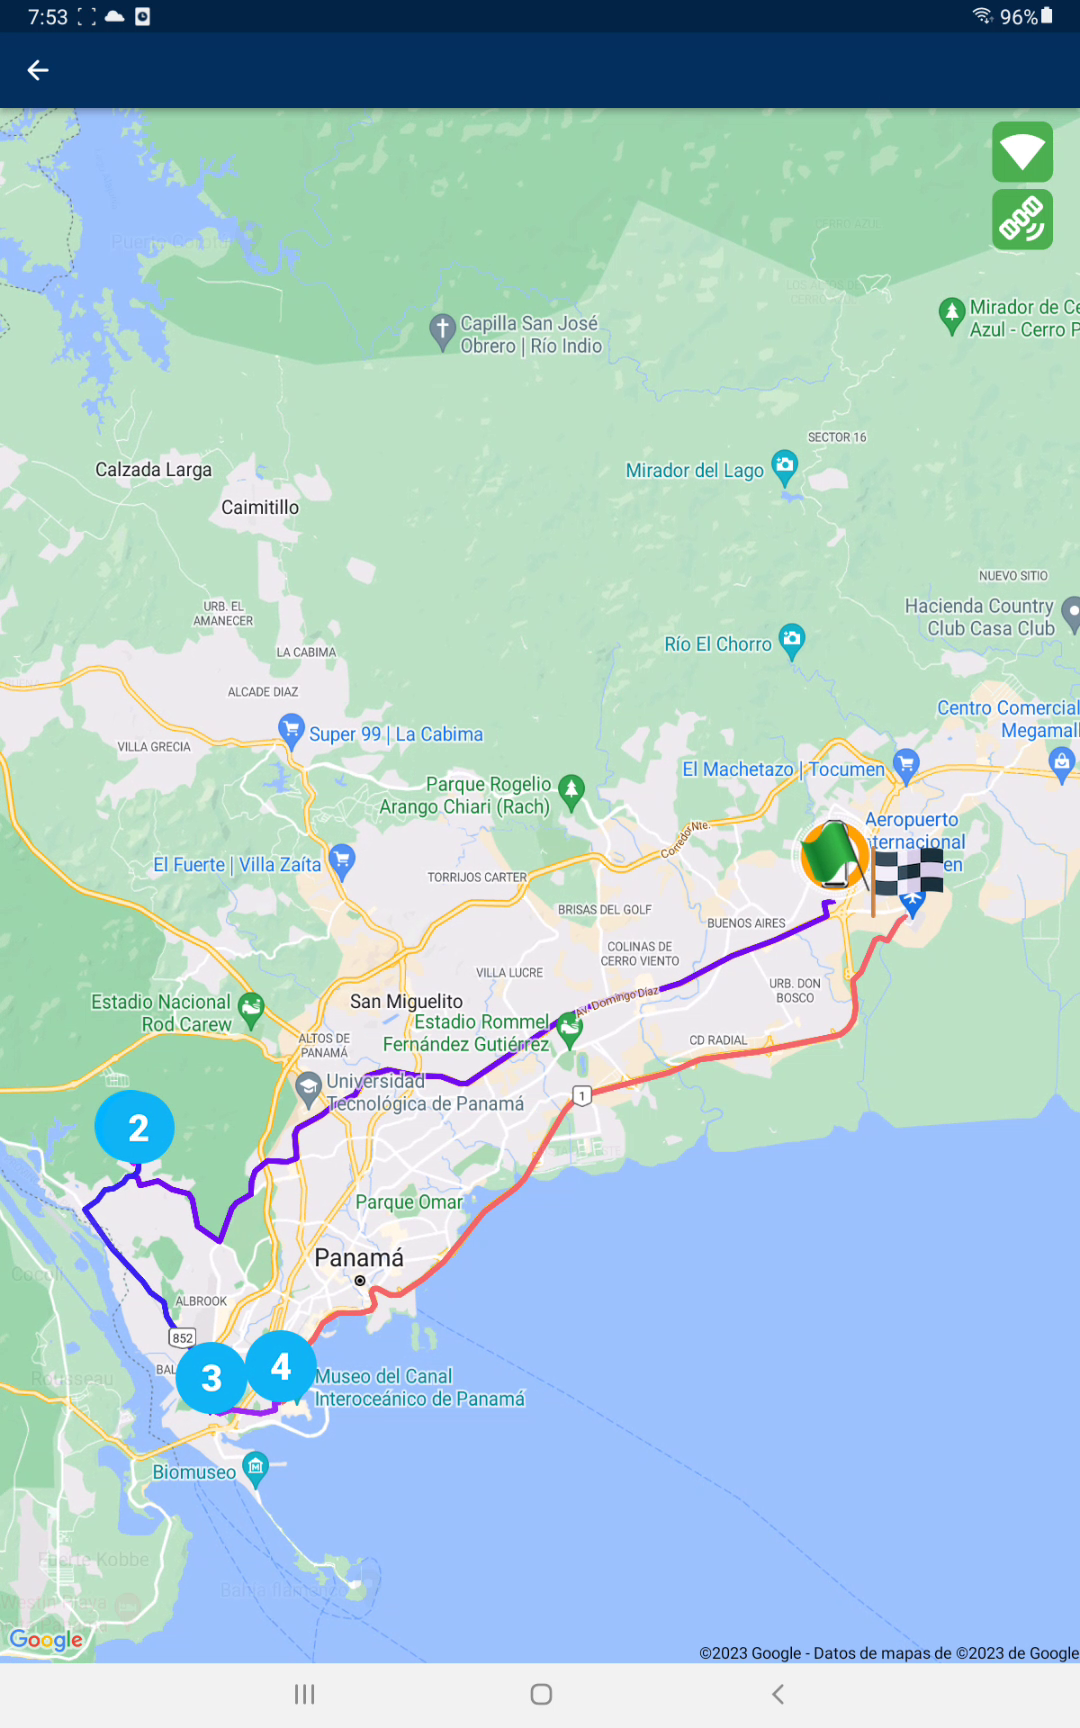 7:53
96%
Capilla San José
Obrero | Río Indio
Mirador de Ce
Azul - Cerro P
SECTOR 16
Calzada Larga
Mirador del Lago
Caimitillo
NUEVO SITIO
URB. EL
AMANECER
Hacienda Country
Club Casa Club
LA CABIMA
Río El Chorro
ALCADE DIAZ
Centro Comercial
Megamall
Super 99 | La Cabima
VILLA GRECIA
El Machetazo | Tocumen
Parque Rogelio
Arango Chiari (Rach)
Aeropuerto
nternacional
en
Corredor Nte.
El Fuerte | Villa Zaíta
TORRIJOS CARTER
BRISAS DEL GOLF
BUENOS AIRES
COLINAS DE
CERRO VIENTO
VILLA LUCRE
URB. DON
BOSCO
Av. Domingo Díaz
San Miguelito
Estadio Nacional
Rod Carew
Estadio Rommel
Fernández Gutiérrez
ALTOS DE
PANAMÁ
CD RADIAL
Universidad
Tecnológica de Panamá
1
2
Parque Omar
Panamá
Cocolí
ALBROOK
852
BAL
3
4
Museo del Canal
Interoceánico de Panamá
Rousseau
Biomuseo
Fuerte Kobbe
Google
©2023 Google - Datos de mapas de ©2023 de Google